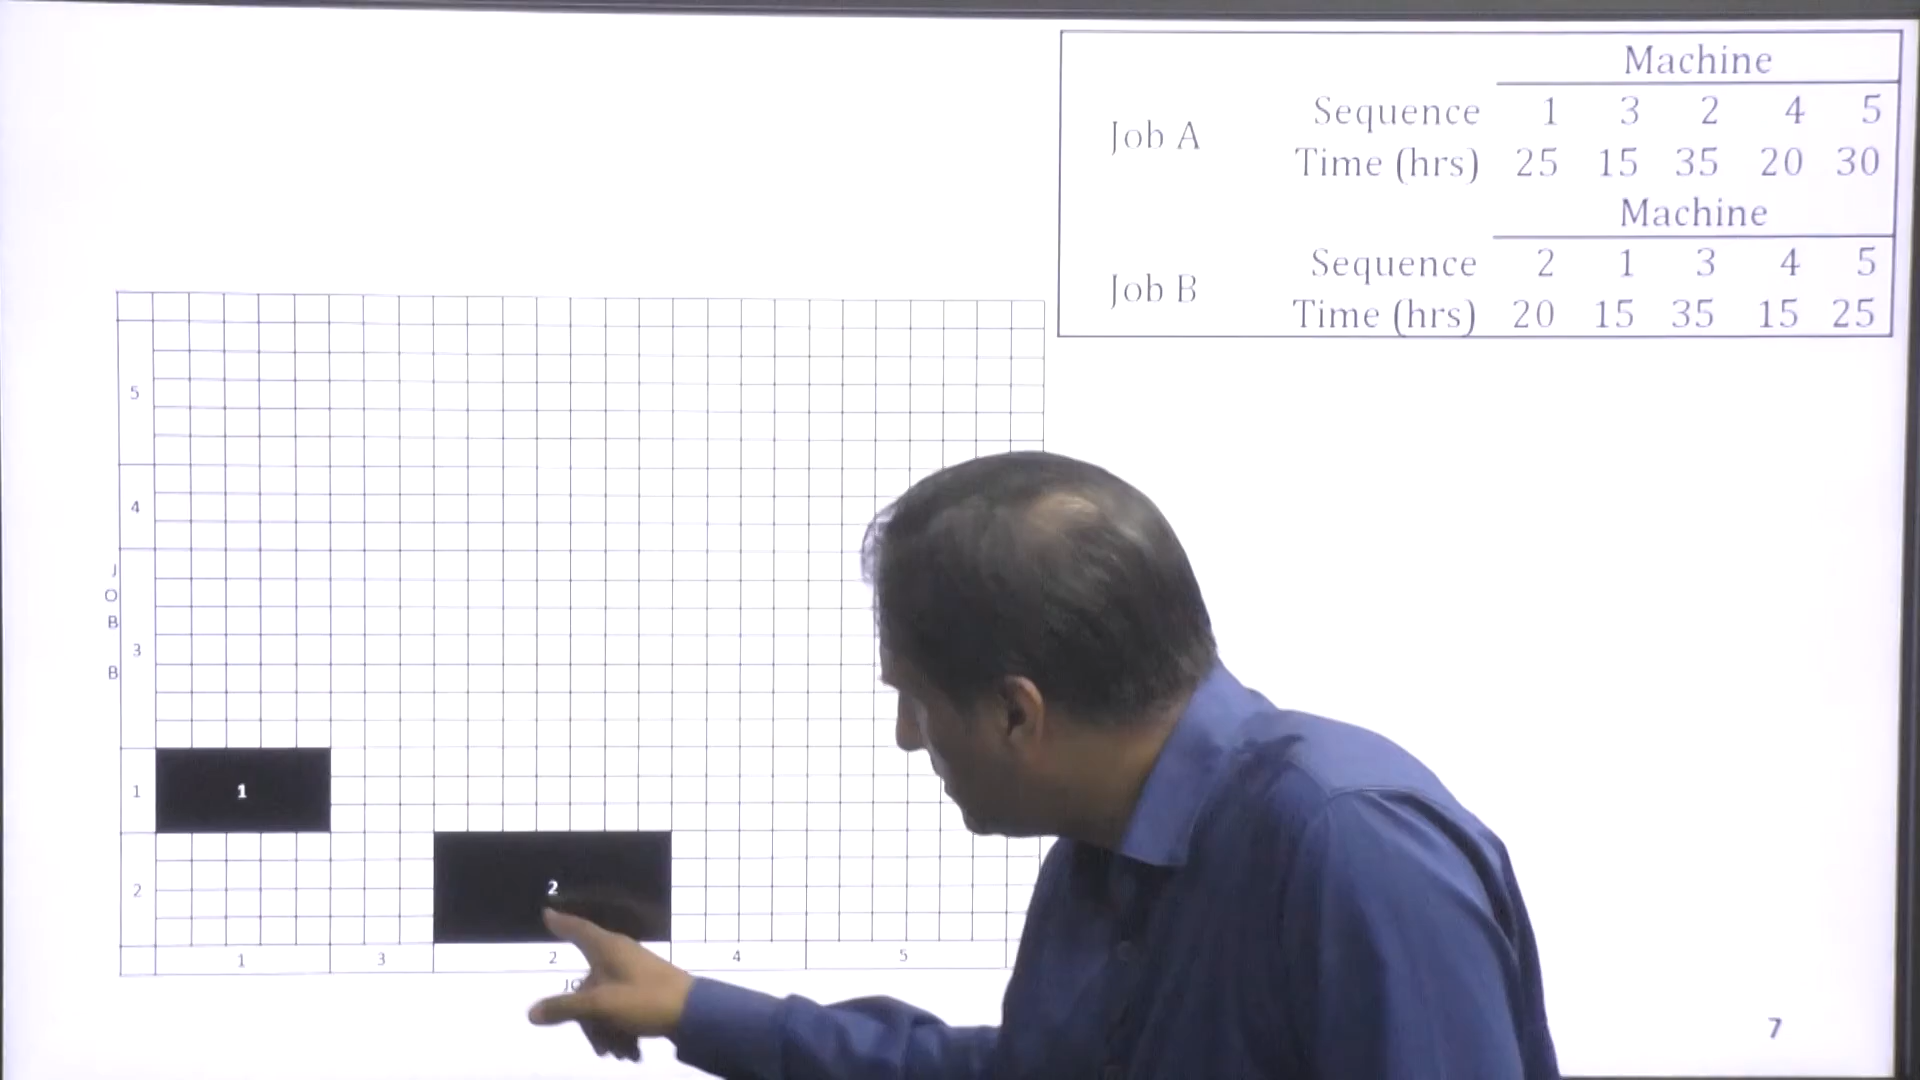 Machine
Job A
Sequence 1 3 2 4 5
Time (hrs) 25 15 35 20 30
Machine
Job B
Sequence 2 1 3 4 5
Time (hrs) 20 15 35 15 25
5
4
J
O
B
B
3
1
1
2
2
1 3 2 4 5
7